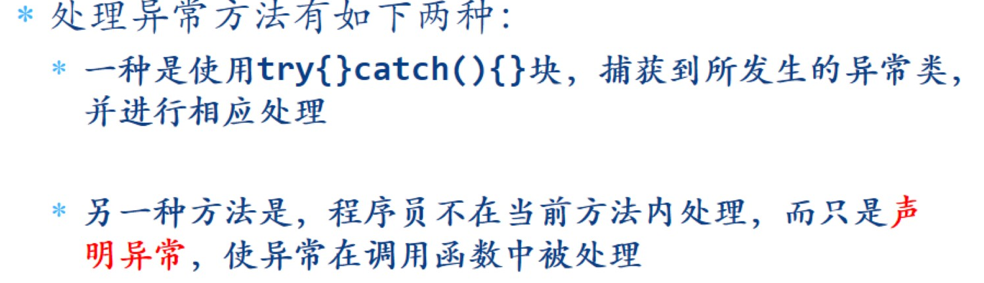 * 处理异常方法有如下两种：
* 一种是使用try{}catch(){}块，捕获到所发生的异常类，
并进行相应处理
* 另一种方法是，程序员不在当前方法内处理，而只是声
明异常，使异常在调用函数中被处理